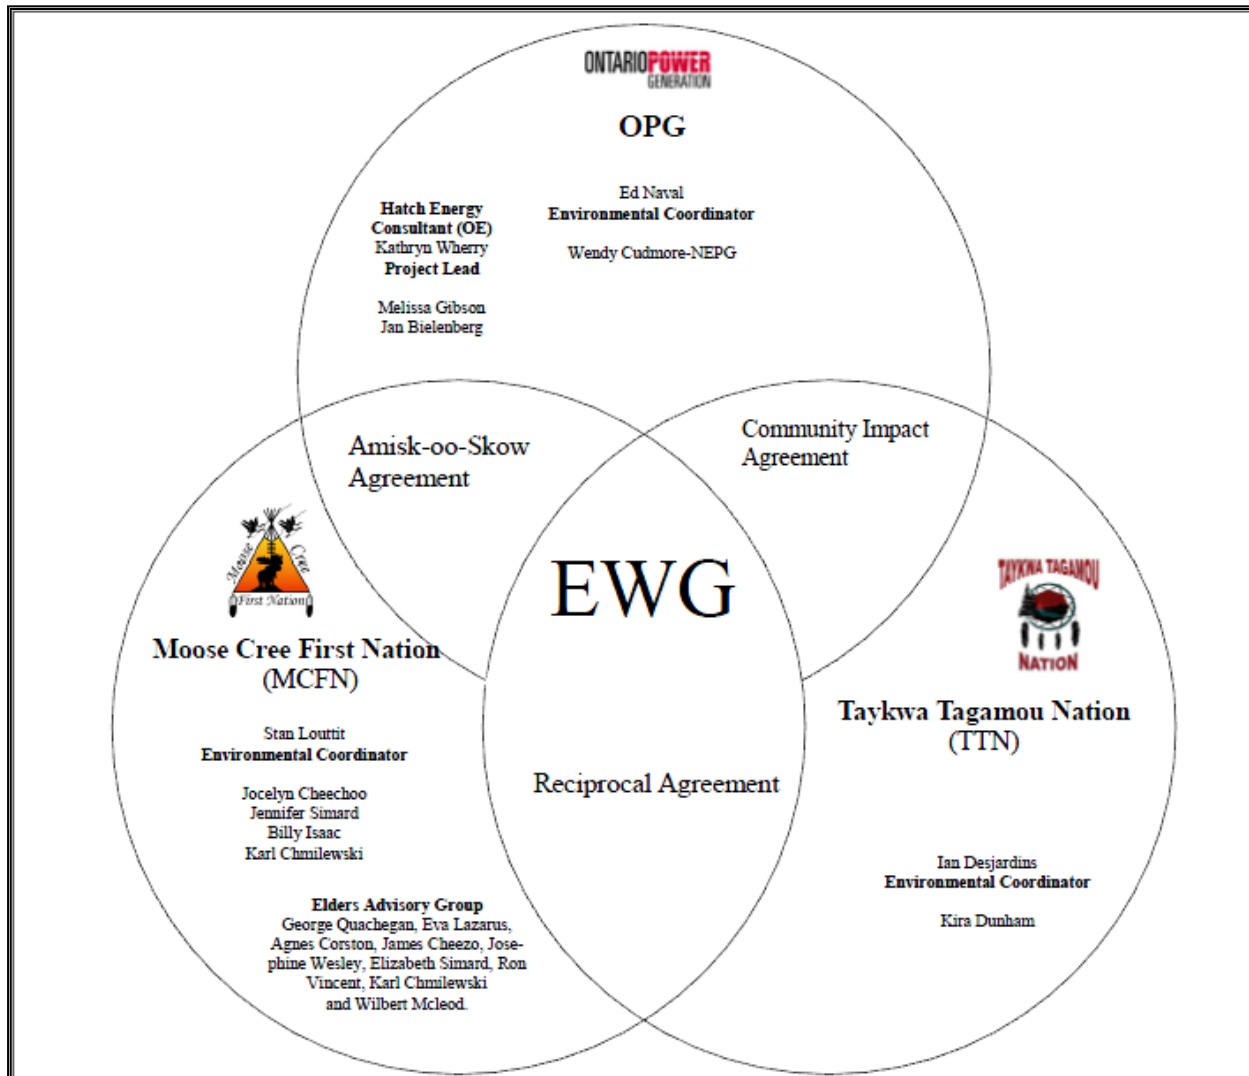 ONTARIOPOWER
GENERATION
OPG
Ed Naval
Environmental Coordinator
Wendy Cudmore-NEPG
Hatch Energy
Consultant (OE)
Kathryn Wherry
Project Lead
Melissa Gibson
Jan Bielenberg
Amisk-oo-Skow
Agreement
Community Impact
Agreement
EWG
Reciprocal Agreement
Moose Cree
First Nation
Moose Cree First Nation
(MCFN)
Stan Louttit
Environmental Coordinator
Jocelyn Cheechoo
Jennifer Simard
Billy Isaac
Karl Chmilewski
Elders Advisory Group
George Quachegan, Eva Lazarus,
Agnes Corston, James Cheezo, Jose-
phine Wesley, Elizabeth Simard, Ron
Vincent, Karl Chmilewski
and Wilbert Mcleod.
TAYKWA TAGAMOU
NATION
Taykwa Tagamou Nation
(TTN)
Ian Desjardins
Environmental Coordinator
Kira Dunham